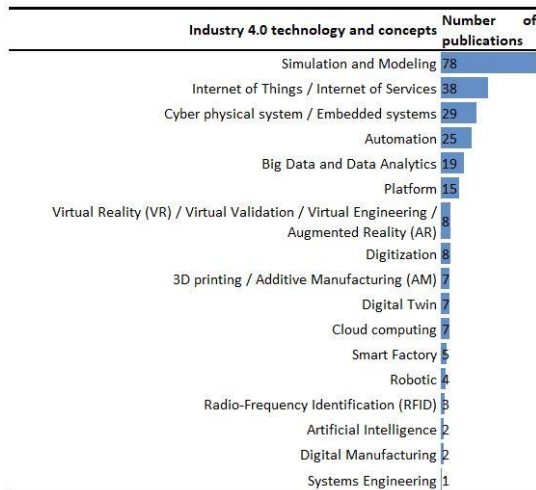 Industry 4.0 technology and concepts Number of
publications
Simulation and Modeling 78
Internet of Things / Internet of Services 38
Cyber physical system / Embedded systems 29
Automation 25
Big Data and Data Analytics 19
Platform 15
Virtual Reality (VR) / Virtual Validation / Virtual Engineering /
Augmented Reality (AR) 8
Digitization 8
3D printing / Additive Manufacturing (AM) 7
Digital Twin 7
Cloud computing 7
Smart Factory 5
Robotic 4
Radio-Frequency Identification (RFID) 3
Artificial Intelligence 2
Digital Manufacturing 2
Systems Engineering 1